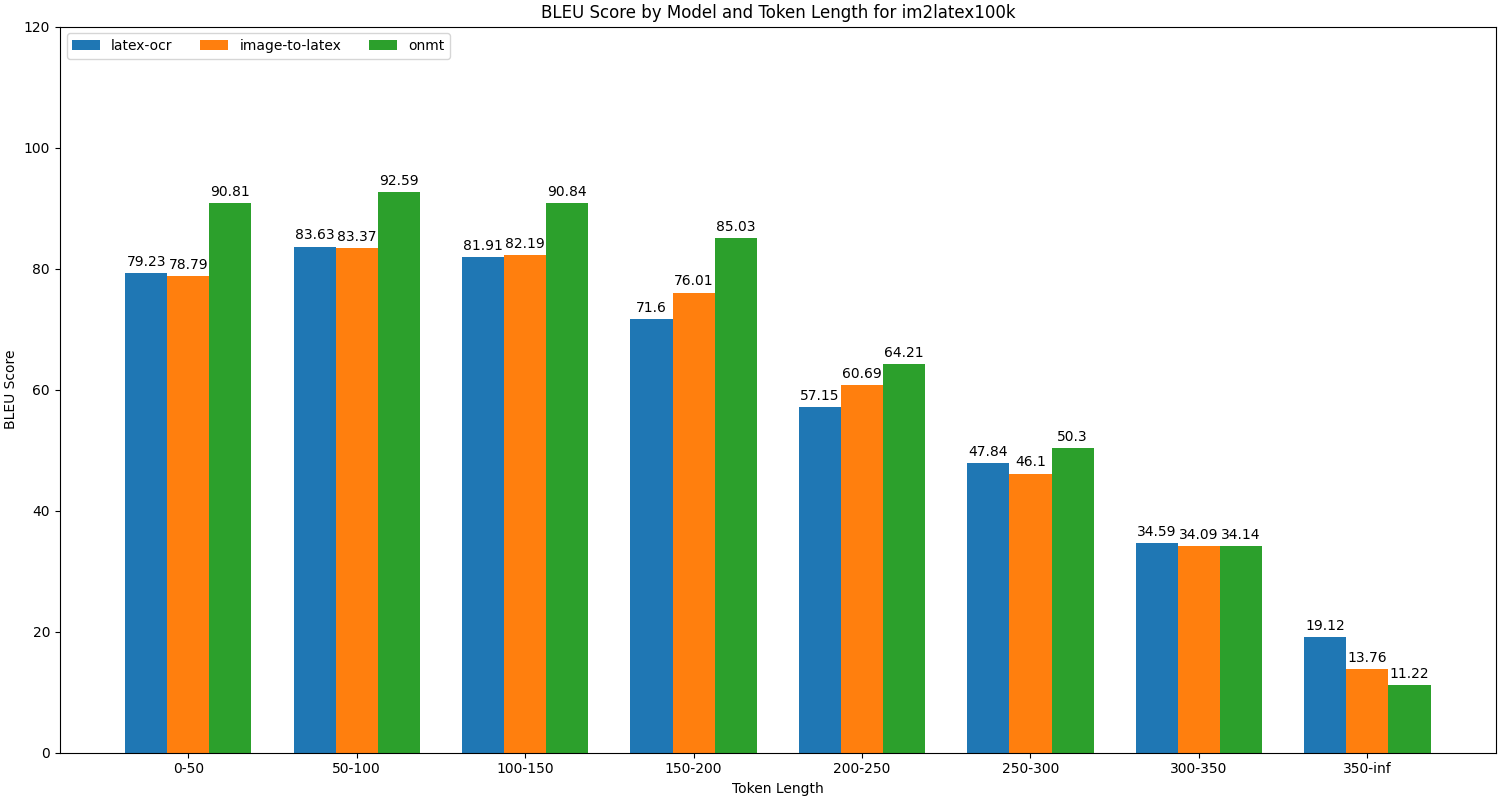 BLEU Score by Model and Token Length for im2latex100k
latex-ocr image-to-latex onmt
BLEU Score
120
100
80
60
40
20
0
79.23 78.79 90.81
83.63 83.37 92.59
81.91 82.19 90.84
71.6 76.01 85.03
57.15 60.69 64.21
47.84 46.1 50.3
34.59 34.09 34.14
19.12 13.76 11.22
0-50 50-100 100-150 150-200 200-250 250-300 300-350 350-inf
Token Length